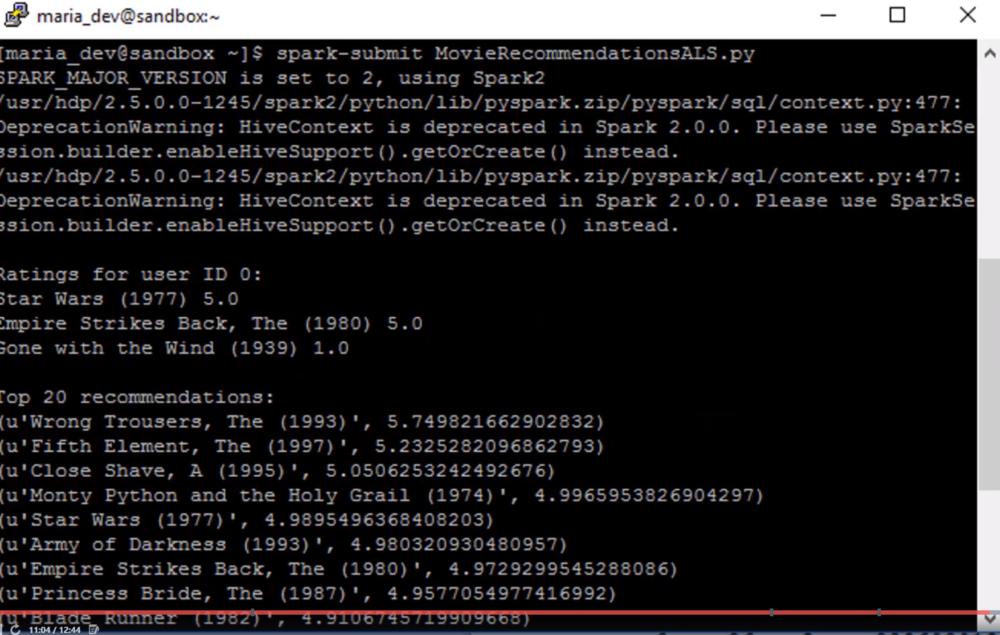 maria_dev@sandbox:~
[maria_dev@sandbox ~]$ spark-submit MovieRecommendationsALS.py
SPARK_MAJOR_VERSION is set to 2, using Spark2
/usr/hdp/2.5.0.0-1245/spark2/python/lib/pyspark.zip/pyspark/sql/context.py:477:
DeprecationWarning: HiveContext is deprecated in Spark 2.0.0. Please use SparkSe
ssion.builder.enableHiveSupport().getOrCreate() instead.
/usr/hdp/2.5.0.0-1245/spark2/python/lib/pyspark.zip/pyspark/sql/context.py:477:
DeprecationWarning: HiveContext is deprecated in Spark 2.0.0. Please use SparkSe
ssion.builder.enableHiveSupport().getOrCreate() instead.
Ratings for user ID 0:
Star Wars (1977) 5.0
Empire Strikes Back, The (1980) 5.0
Gone with the Wind (1939) 1.0
Top 20 recommendations:
(u'Wrong Trousers, The (1993)', 5.749821662902832)
(u'Fifth Element, The (1997)', 5.2325282096862793)
(u'Close Shave, A (1995)', 5.0506253242492676)
(u'Monty Python and the Holy Grail (1974)', 4.9965953826904297)
(u'Star Wars (1977)', 4.9895496368408203)
(u'Army of Darkness (1993)', 4.980320930480957)
(u'Empire Strikes Back, The (1980)', 4.9729299545288086)
(u'Princess Bride, The (1987)', 4.9577054977416992)
(u'Blade Runner (1982)', 4.9106745719909668)
11:04 / 12:44